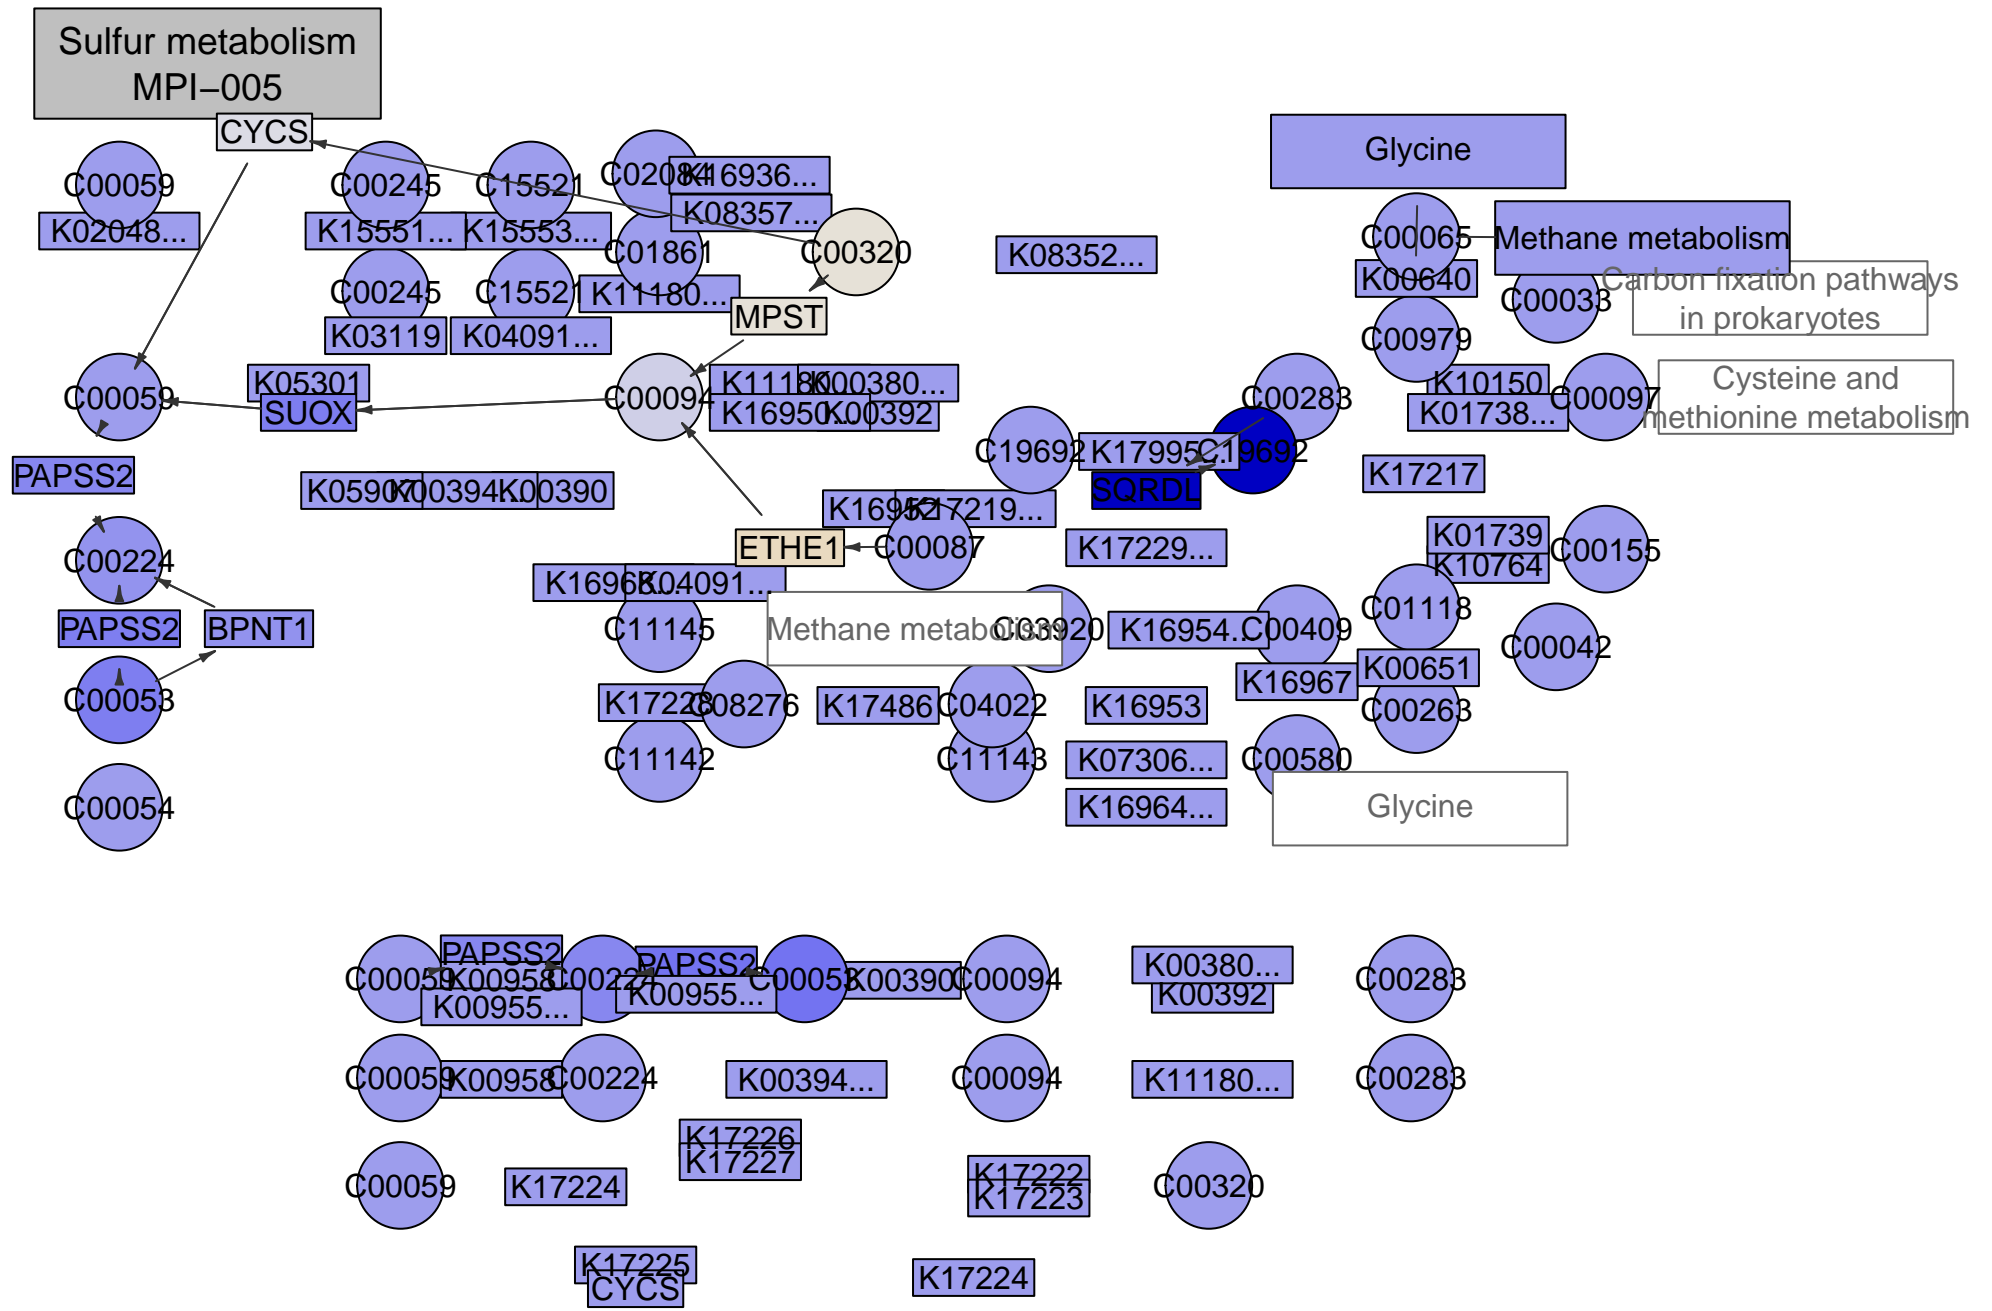 Sulfur metabolism
MPI−005
CYCS
C00059
C00245
C15521
C02084
K16936...
Glycine
K02048...
K15551...
K15553...
K08357...
C01861
C00320
K08352...
C00065
Methane metabolism
K00640
C00245
C15521
K11180...
C00033
Carbon fixation pathways
in prokaryotes
MPST
K03119
K04091...
C00979
C00059
K05301
SUOX
C00094
K11180...
K00380...
K16950...
K00392
C00283
K10150
K01738...
C00097
Cysteine and
methionine metabolism
PAPSS2
C19692
K17995...
C19692
K17217
K05907
K00394...
K00390
SQRDL
K16952
K17219...
C00224
ETHE1
C00087
K17229...
K01739
K10764
C00155
K16968...
K04091...
PAPSS2
BPNT1
C11145
Methane metabolism
C03920
K16954...
C00409
C01118
C00042
K00651
K16967
C00053
K17228
C08276
K17486
C04022
K16953
C00263
C11142
C11143
K07306...
C00580
C00054
K16964...
Glycine
C00059
PAPSS2
K00958
K00955...
C00224
PAPSS2
K00955...
C00053
K00390
C00094
K00380...
K00392
C00283
C00059
K00958
C00224
K00394...
C00094
K11180...
C00283
K17226
K17227
C00059
K17224
K17222
K17223
C00320
K17225
CYCS
K17224